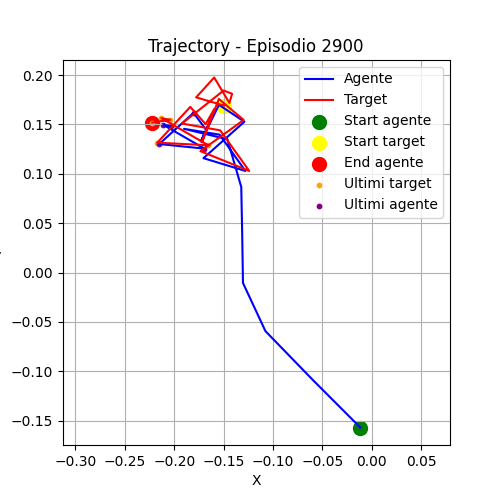 Trajectory - Episodio 2900
Agente
Target
Start agente
Start target
End agente
Ultimi target
Ultimi agente
0.20
0.15
0.10
0.05
0.00
−0.05
−0.10
−0.15
−0.30 −0.25 −0.20 −0.15 −0.10 −0.05 0.00 0.05
X